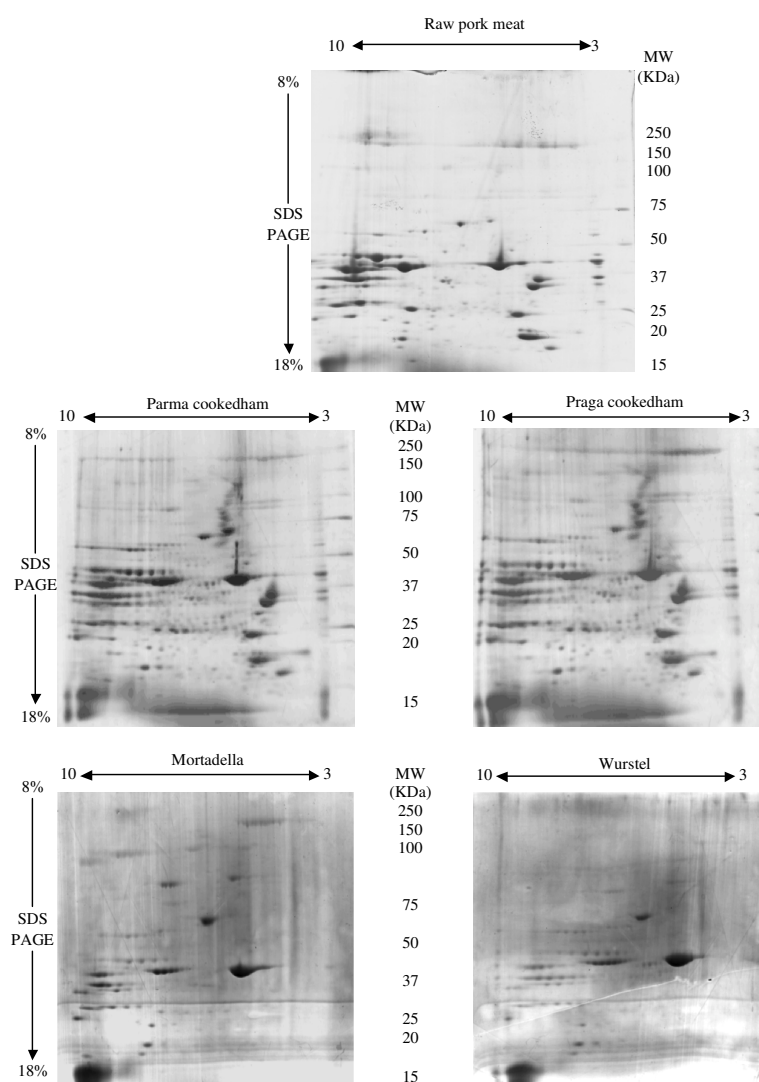 Raw pork meat
10 3
MW
(KDa)
8%
250
150
100
75
SDS
PAGE
50
37
25
20
18%
15
Parma cookedham
10 3
MW
(KDa)
Praga cookedham
10 3
8%
250
150
100
75
50
SDS
PAGE
37
25
20
15
18%
Mortadella
10 3
MW
(KDa)
Wurstel
10 3
8%
250
150
100
75
SDS
PAGE
50
37
25
20
18%
15